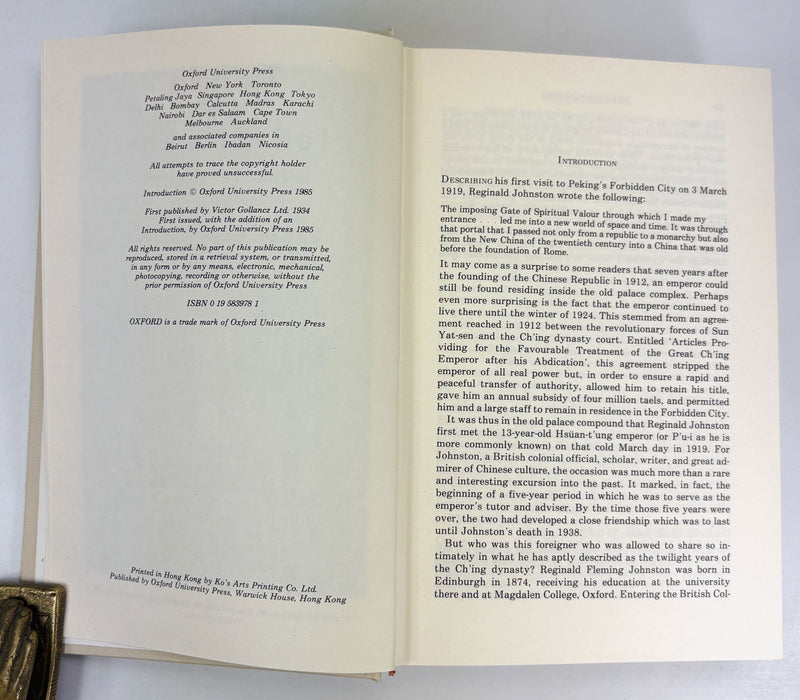 Oxford University Press
Oxford New York Toronto
Petaling Jaya Singapore Hong Kong Tokyo
Delhi Bombay Calcutta Madras Karachi
Nairobi Dar es Salaam Cape Town
Melbourne Auckland
and associated companies in
Beirut Berlin Ibadan Nicosia
All attempts to trace the copyright holder
have proved unsuccessful.
Introduction © Oxford University Press 1985
First published by Victor Gollancz Ltd. 1934
First issued, with the addition of an
Introduction, by Oxford University Press 1985
All rights reserved. No part of this publication may be
reproduced, stored in a retrieval system, or transmitted,
in any form or by any means, electronic, mechanical,
photocopying, recording or otherwise, without the
prior permission of Oxford University Press
ISBN 0 19 583978 1
OXFORD is a trade mark of Oxford University Press
Printed in Hong Kong by Ko's Arts Printing Co. Ltd.
Published by Oxford University Press, Warwick House, Hong Kong
INTRODUCTION
DESCRIBING his first visit to Peking's Forbidden City on 3 March
1919, Reginald Johnston wrote the following:
The imposing Gate of Spiritual Valour through which I made my . . .
entrance . . . led me into a new world of space and time. It was through
that portal that I passed not only from a republic to a monarchy but also
from the New China of the twentieth century into a China that was old
before the foundation of Rome.
It may come as a surprise to some readers that seven years after
the founding of the Chinese Republic in 1912, an emperor could
still be found residing inside the old palace complex. Perhaps
even more surprising is the fact that the emperor continued to
live there until the winter of 1924. This stemmed from an agree-
ment reached in 1912 between the revolutionary forces of Sun
Yat-sen and the Ch'ing dynasty court. Entitled 'Articles Pro-
viding for the Favourable Treatment of the Great Ch'ing
Emperor after his Abdication', this agreement stripped the
emperor of all real power but, in order to ensure a rapid and
peaceful transfer of authority, allowed him to retain his title,
gave him an annual subsidy of four million taels, and permitted
him and a large staff to remain in residence in the Forbidden City.
It was thus in the old palace compound that Reginald Johnston
first met the 13-year-old Hsüan-t'ung emperor (or P'u-i as he is
more commonly known) on that cold March day in 1919. For
Johnston, a British colonial official, scholar, writer, and great ad-
mirer of Chinese culture, the occasion was much more than a rare
and interesting excursion into the past. It marked, in fact, the
beginning of a five-year period in which he was to serve as the
emperor's tutor and adviser. By the time those five years were
over, the two had developed a close friendship which was to last
until Johnston's death in 1938.
But who was this foreigner who was allowed to share so in-
timately in what he has aptly described as the twilight years of
the Ch'ing dynasty? Reginald Fleming Johnston was born in
Edinburgh in 1874, receiving his education at the university
there and at Magdalen College, Oxford. Entering the British Col-